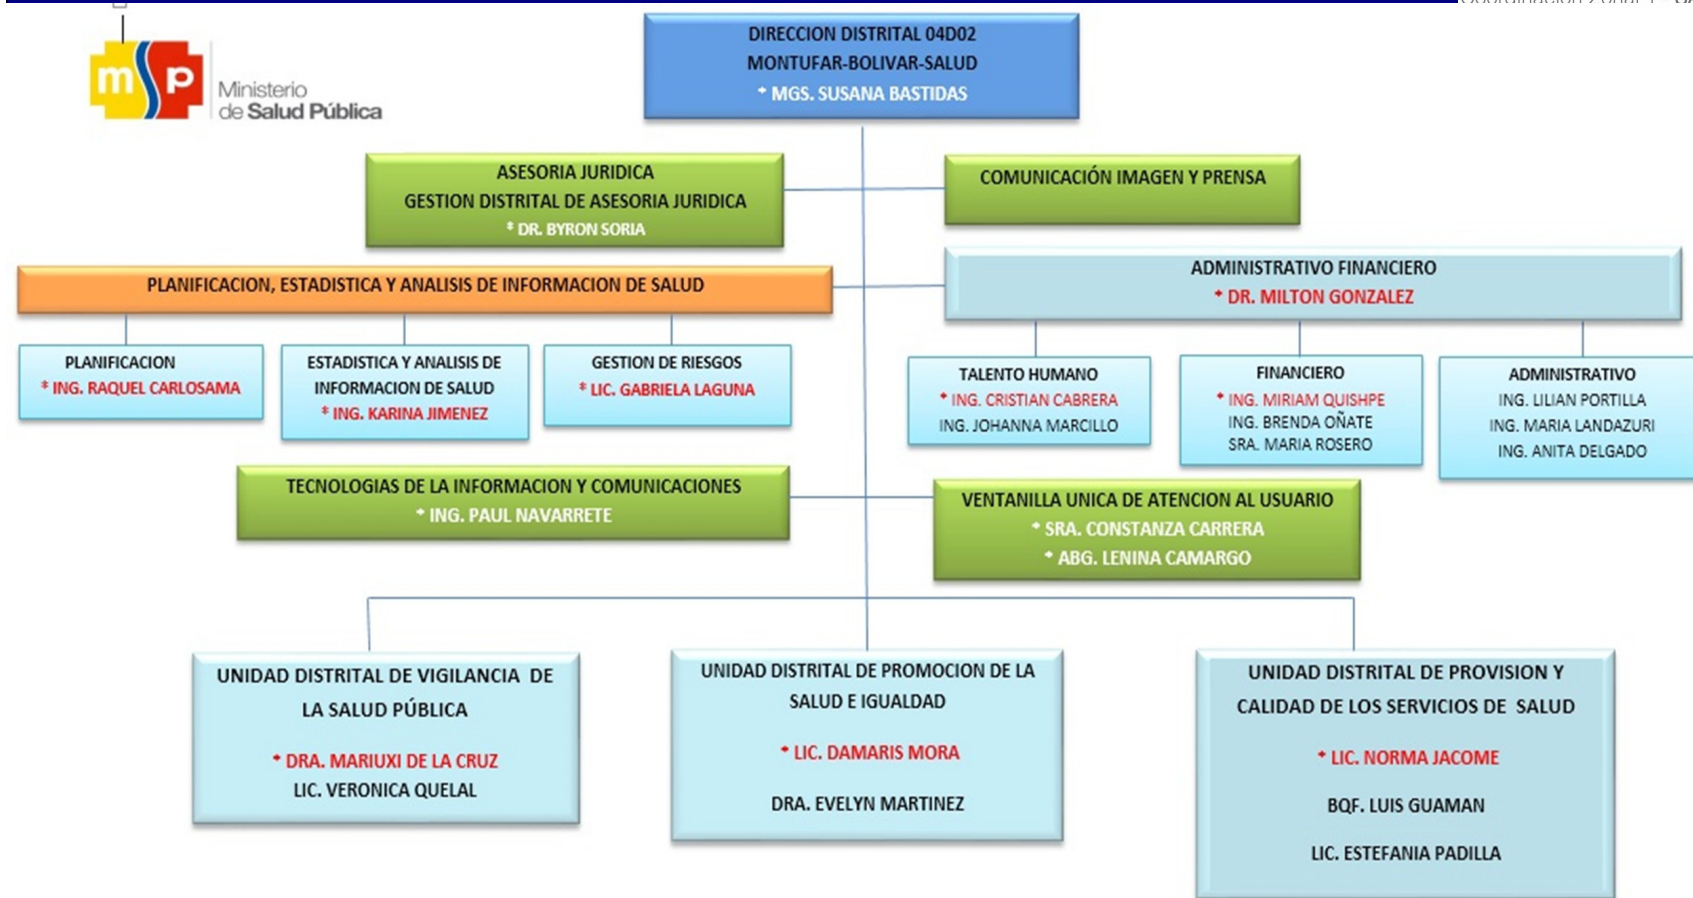 msp
Ministerio
de Salud Pública
DIRECCION DISTRITAL 04D02
MONTUFAR-BOLIVAR-SALUD
* MGS. SUSANA BASTIDAS
ASESORIA JURIDICA
GESTION DISTRITAL DE ASESORIA JURIDICA
* DR. BYRON SORIA
COMUNICACIÓN IMAGEN Y PRENSA
PLANIFICACION, ESTADISTICA Y ANALISIS DE INFORMACION DE SALUD
ADMINISTRATIVO FINANCIERO
* DR. MILTON GONZALEZ
PLANIFICACION
* ING. RAQUEL CARLOSAMA
ESTADISTICA Y ANALISIS DE
INFORMACION DE SALUD
* ING. KARINA JIMENEZ
GESTION DE RIESGOS
* LIC. GABRIELA LAGUNA
TALENTO HUMANO
* ING. CRISTIAN CABRERA
ING. JOHANNA MARCILLO
FINANCIERO
* ING. MIRIAM QUISHPE
ING. BRENDA OÑATE
SRA. MARIA ROSERO
ADMINISTRATIVO
ING. LILIAN PORTILLA
ING. MARIA LANDAZURI
ING. ANITA DELGADO
TECNOLOGIAS DE LA INFORMACION Y COMUNICACIONES
* ING. PAUL NAVARRETE
VENTANILLA UNICA DE ATENCION AL USUARIO
* SRA. CONSTANZA CARRERA
* ABG. LENINA CAMARGO
UNIDAD DISTRITAL DE VIGILANCIA DE
LA SALUD PÚBLICA
* DRA. MARIUXI DE LA CRUZ
LIC. VERONICA QUELAL
UNIDAD DISTRITAL DE PROMOCION DE LA
SALUD E IGUALDAD
* LIC. DAMARIS MORA
DRA. EVELYN MARTINEZ
UNIDAD DISTRITAL DE PROVISION Y
CALIDAD DE LOS SERVICIOS DE SALUD
* LIC. NORMA JACOME
BQF. LUIS GUAMAN
LIC. ESTEFANIA PADILLA